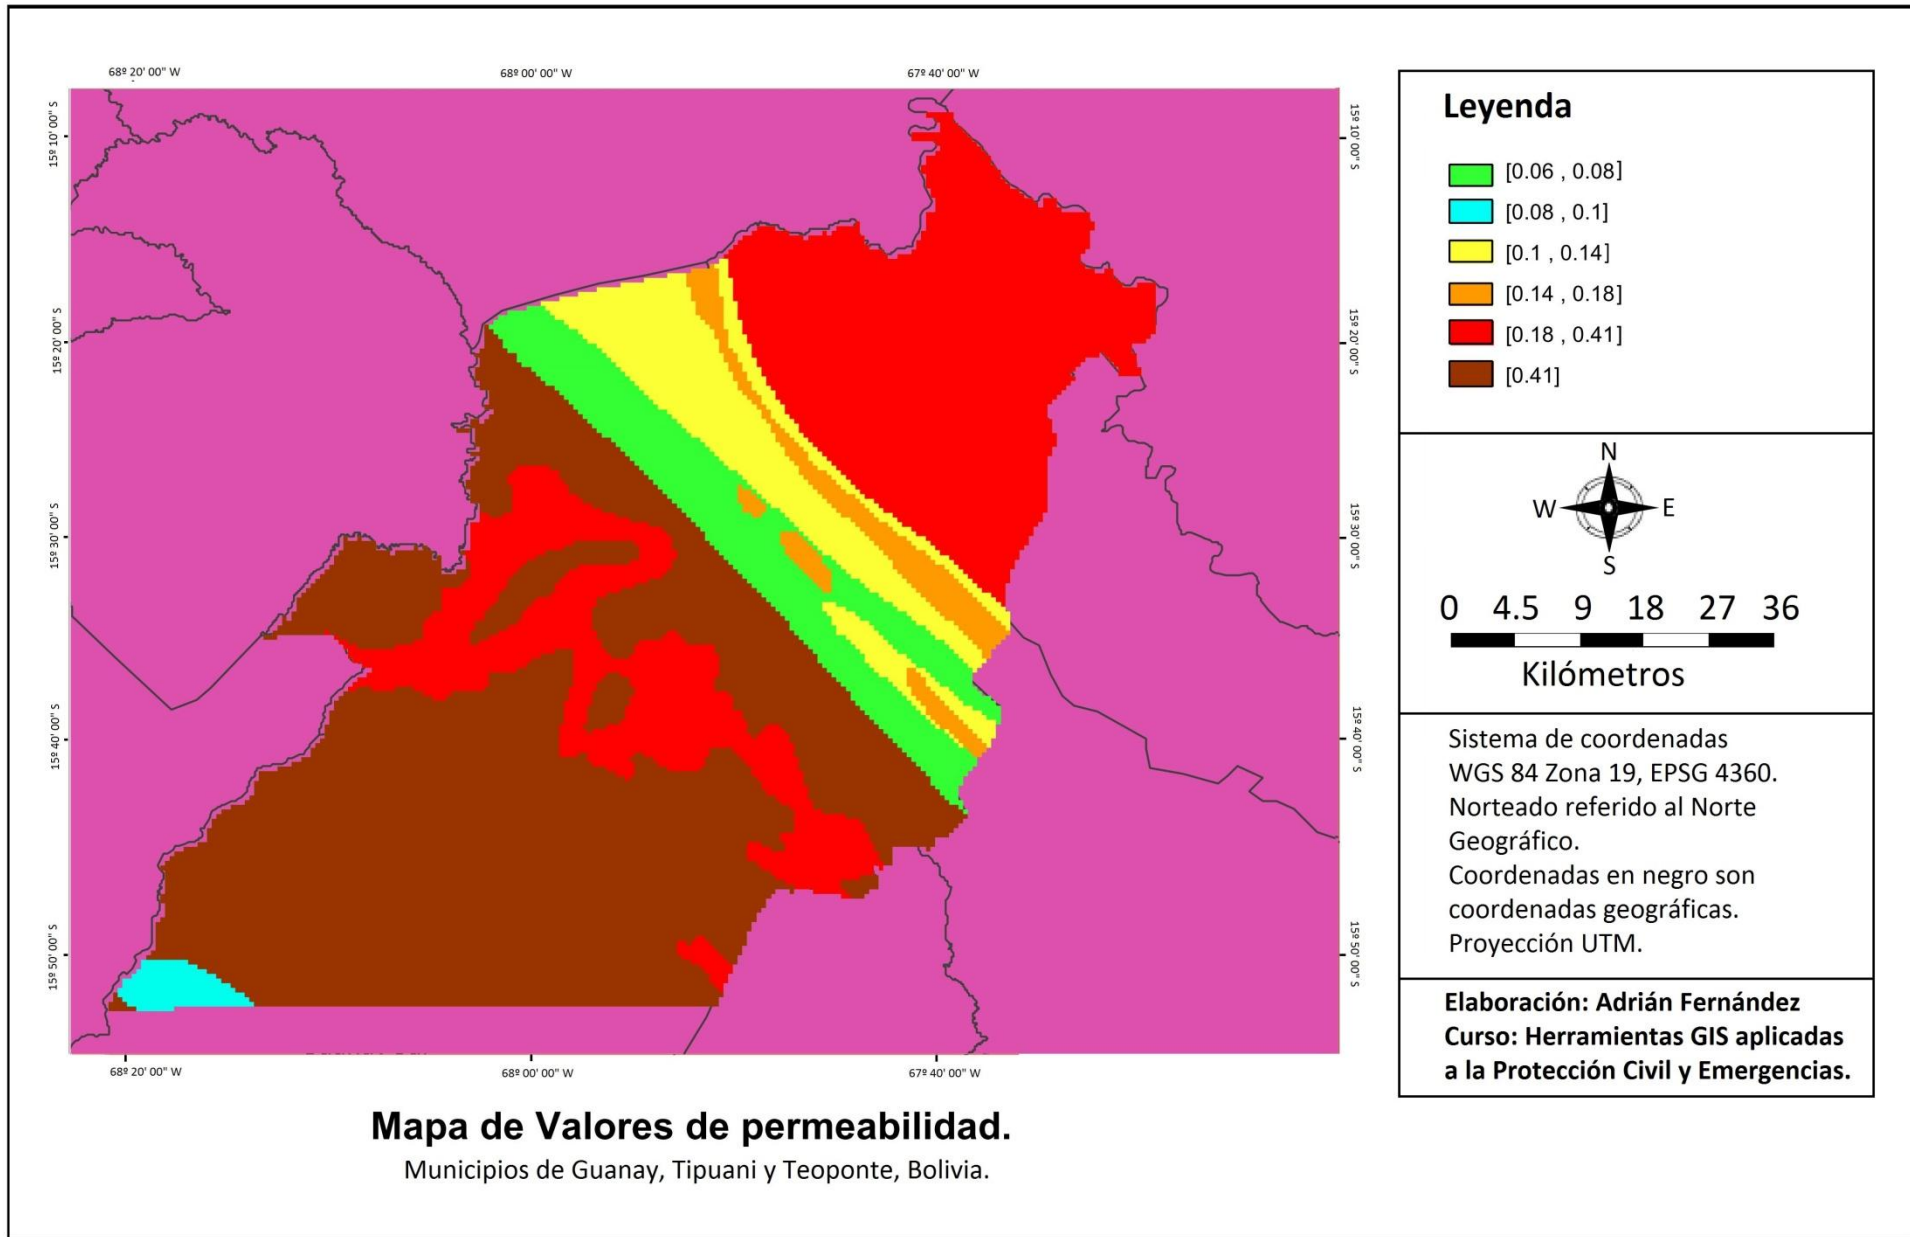 68º 20' 00" W
68º 00' 00" W
67º 40' 00" W
15º 10' 00" S
15º 20' 00" S
15º 30' 00" S
15º 40' 00" S
15º 50' 00" S
15º 10' 00" S
15º 20' 00" S
15º 30' 00" S
15º 40' 00" S
15º 50' 00" S
68º 20' 00" W
68º 00' 00" W
67º 40' 00" W
Mapa de Valores de permeabilidad.
Municipios de Guanay, Tipuani y Teoponte, Bolivia.
Leyenda
[0.06 , 0.08]
[0.08 , 0.1]
[0.1 , 0.14]
[0.14 , 0.18]
[0.18 , 0.41]
[0.41]
N
W
E
S
0 4.5 9 18 27 36
Kilómetros
Sistema de coordenadas
WGS 84 Zona 19, EPSG 4360.
Norteado referido al Norte
Geográfico.
Coordenadas en negro son
coordenadas geográficas.
Proyección UTM.
Elaboración: Adrián Fernández
Curso: Herramientas GIS aplicadas
a la Protección Civil y Emergencias.